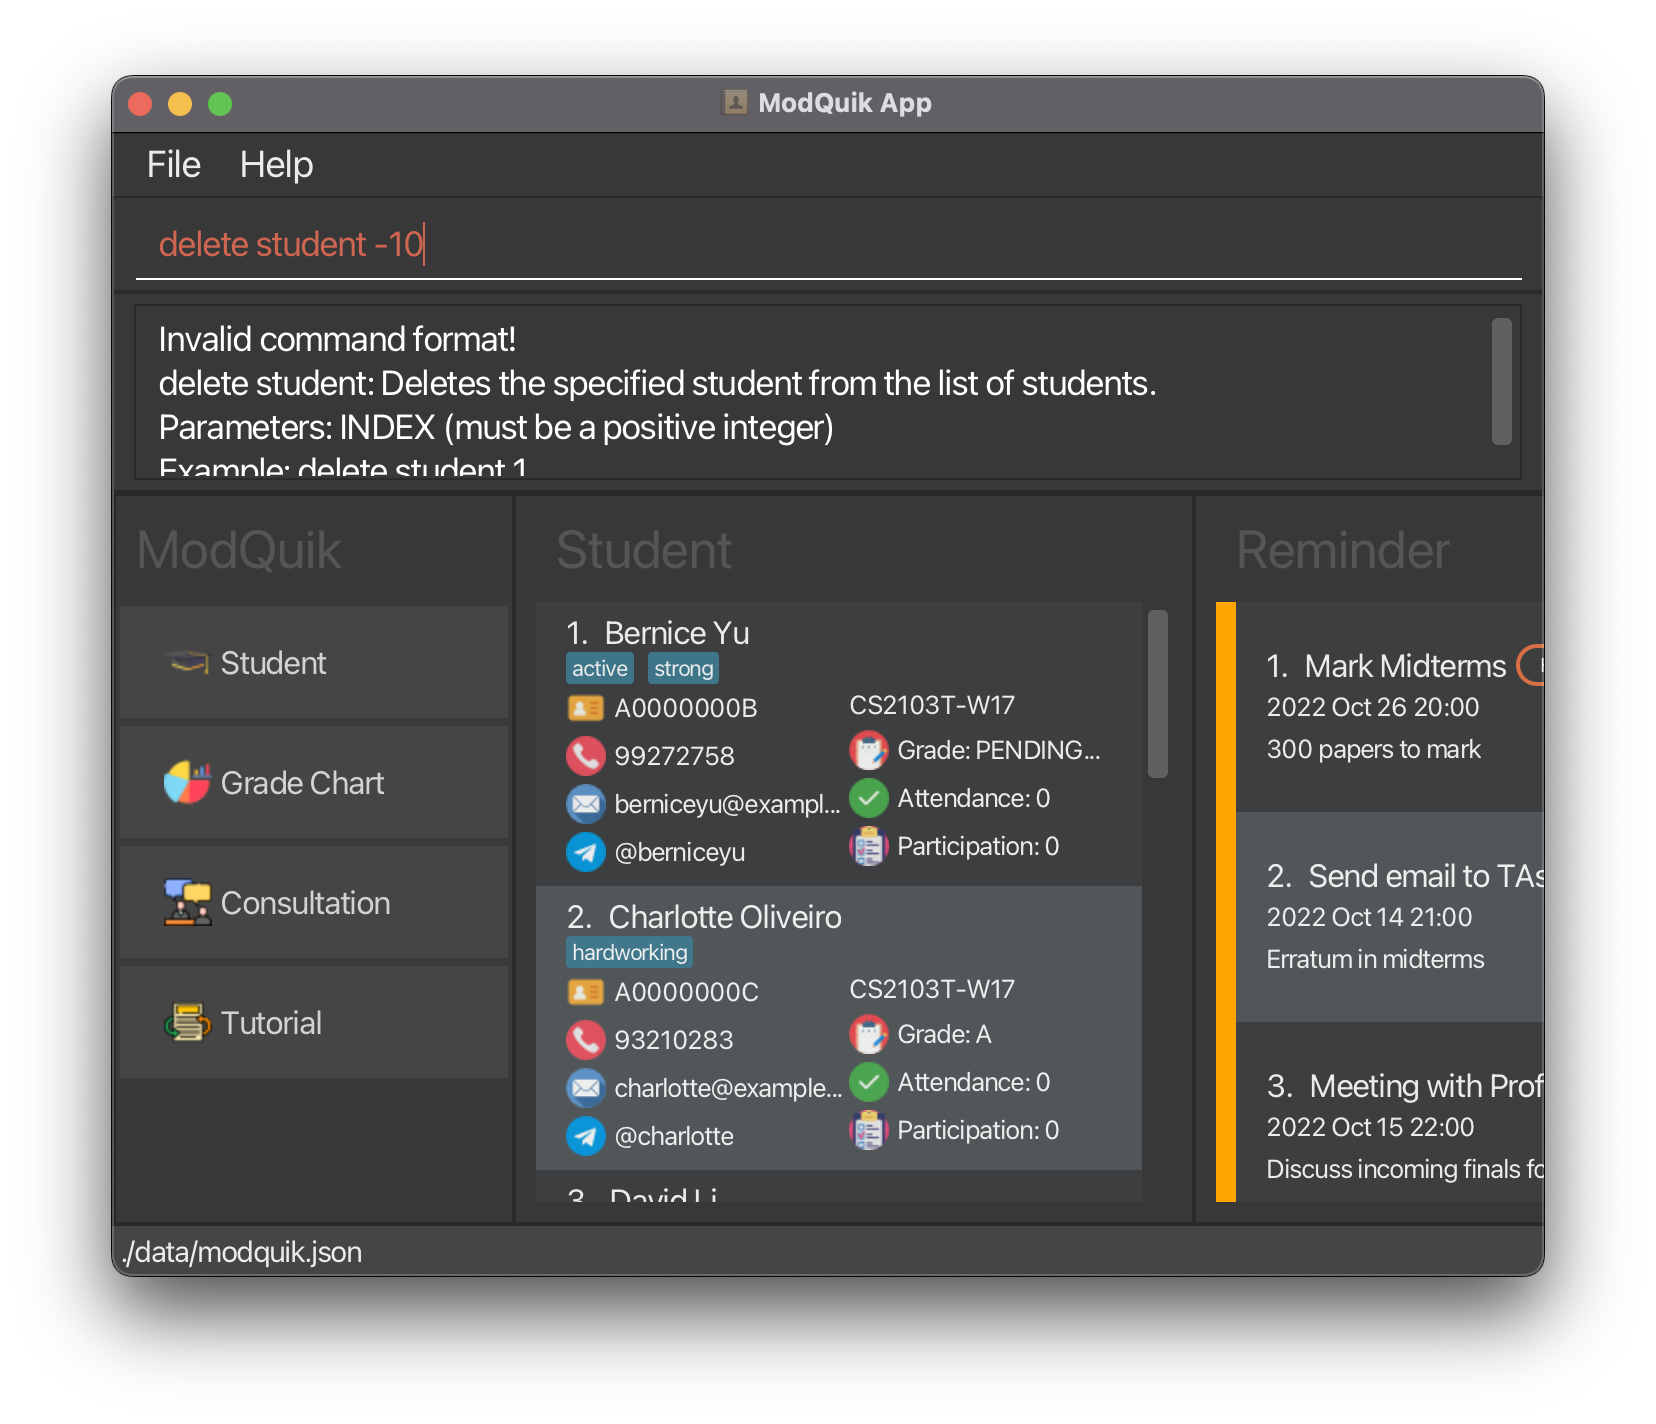 ModQuik App
File Help
delete student -10
Invalid command format!
delete student: Deletes the specified student from the list of students.
Parameters: INDEX (must be a positive integer)
Example: delete student 1
ModQuik
Student
Grade Chart
Consultation
Tutorial
Student
1. Bernice Yu
active strong
A0000000B
99272758
berniceyu@exampl...
@berniceyu
CS2103T-W17
Grade: PENDING...
Attendance: 0
Participation: 0
2. Charlotte Oliveiro
hardworking
A0000000C
93210283
charlotte@example...
@charlotte
CS2103T-W17
Grade: A
Attendance: 0
Participation: 0
3. David Li
Reminder
1. Mark Midterms
2022 Oct 26 20:00
300 papers to mark
2. Send email to TAs
2022 Oct 14 21:00
Erratum in midterms
3. Meeting with Prof
2022 Oct 15 22:00
Discuss incoming finals fo
./data/modquik.json